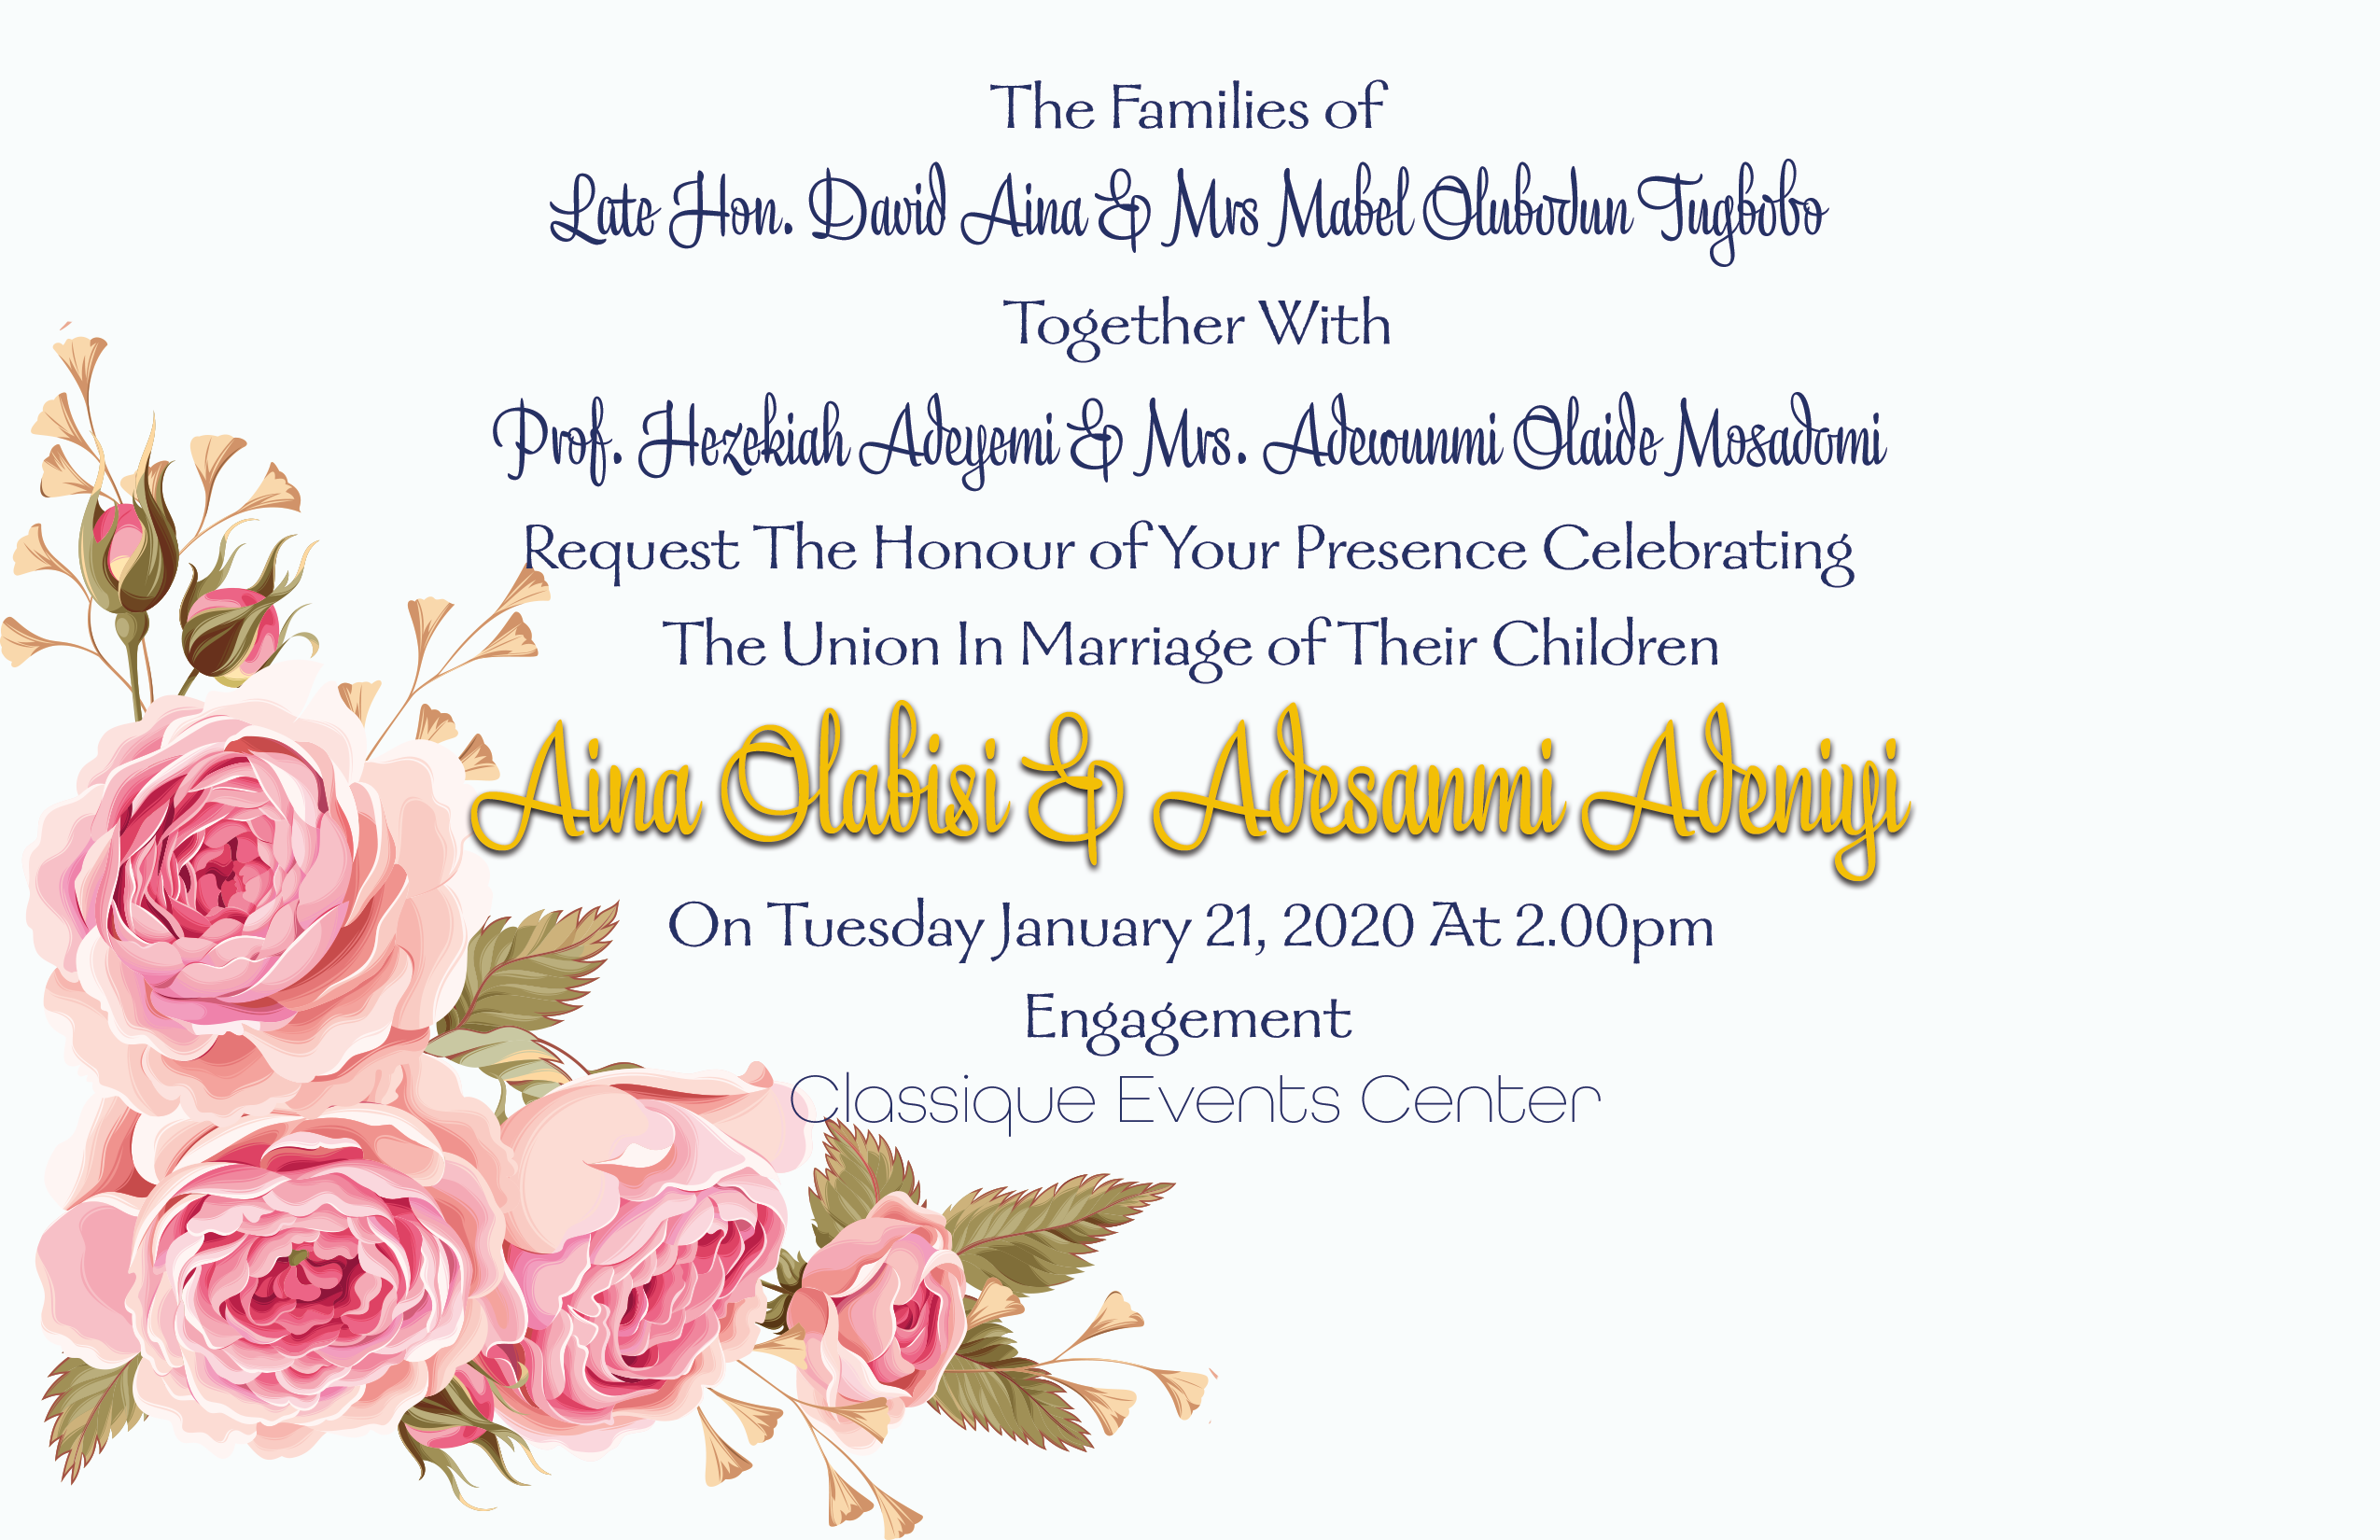 The Families of
Late Hon. David Aina & Mrs Mabel Olubodun Tugbobo
Together With
Prof. Hezekiah Adeyemi & Mrs. Adewunmi Olaide Mosadomi
Request The Honour of Your Presence Celebrating
The Union In Marriage of Their Children
Aina Olabisi & Adesanmi Adeniyi
On Tuesday January 21, 2020 At 2.00pm
Engagement
Classique Events Center